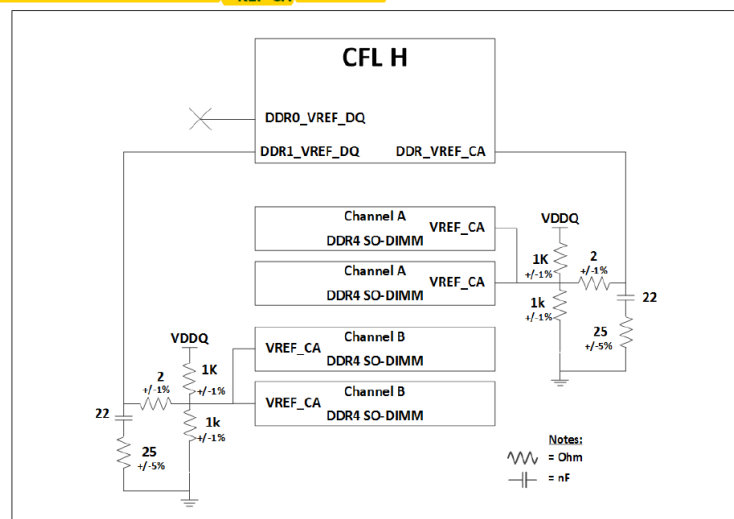 CFL H
DDR0_VREF_DQ
DDR1_VREF_DQ DDR_VREF_CA
Channel A
VREF_CA
DDR4 SO-DIMM
Channel A
VREF_CA
DDR4 SO-DIMM
VDDQ
1K
+/-1%
2
+/-1%
1k
+/-1%
22
25
+/-5%
Channel B
VREF_CA
DDR4 SO-DIMM
Channel B
VREF_CA
DDR4 SO-DIMM
VDDQ
2
+/-1%
1K
+/-1%
22
1k
+/-1%
25
+/-5%
Notes:
= Ohm
= nF